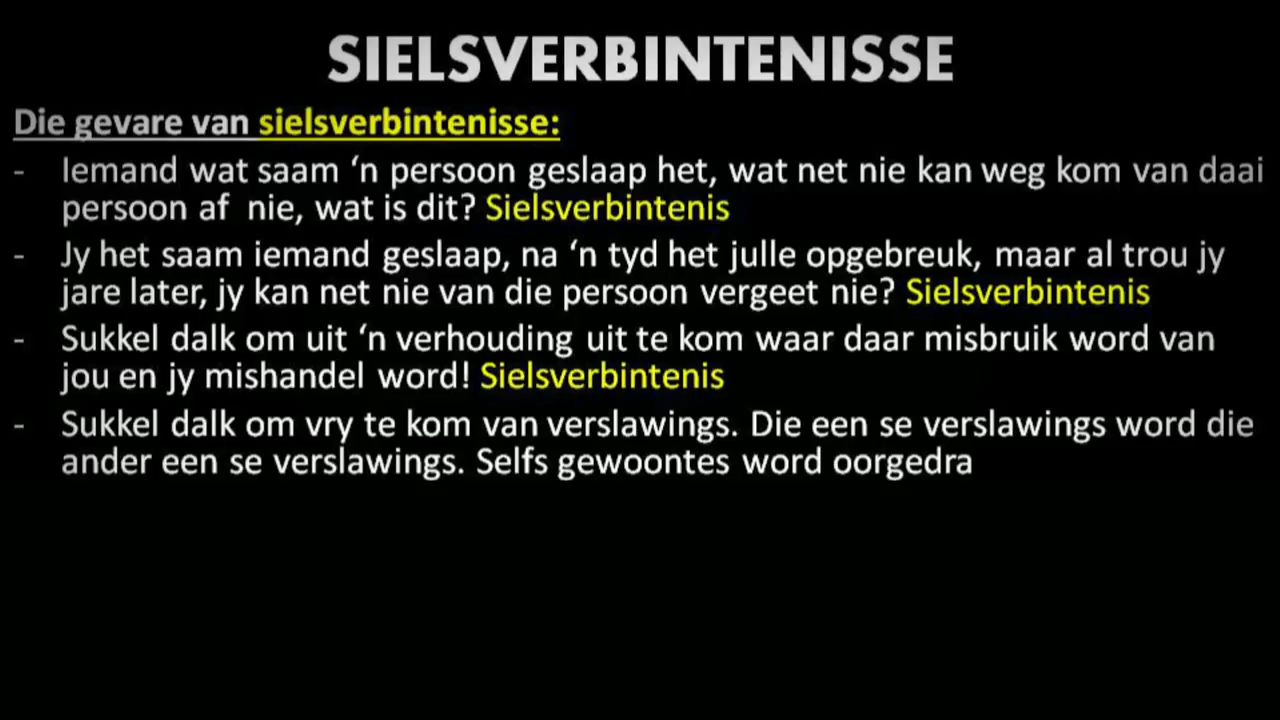 SIELSVERBINTENISSE
Die gevare van sielsverbintenisse:
- Iemand wat saam ‘n persoon geslaap het, wat net nie kan weg kom van daai
persoon af nie, wat is dit? Sielsverbintenis
- Jy het saam iemand geslaap, na ‘n tyd het julle opgebreuk, maar al trou jy
jare later, jy kan net nie van die persoon vergeet nie? Sielsverbintenis
- Sukkel dalk om uit ‘n verhouding uit te kom waar daar misbruik word van
jou en jy mishandel word! Sielsverbintenis
- Sukkel dalk om vry te kom van verslawings. Die een se verslawings word die
ander een se verslawings. Selfs gewoontes word oorgedra